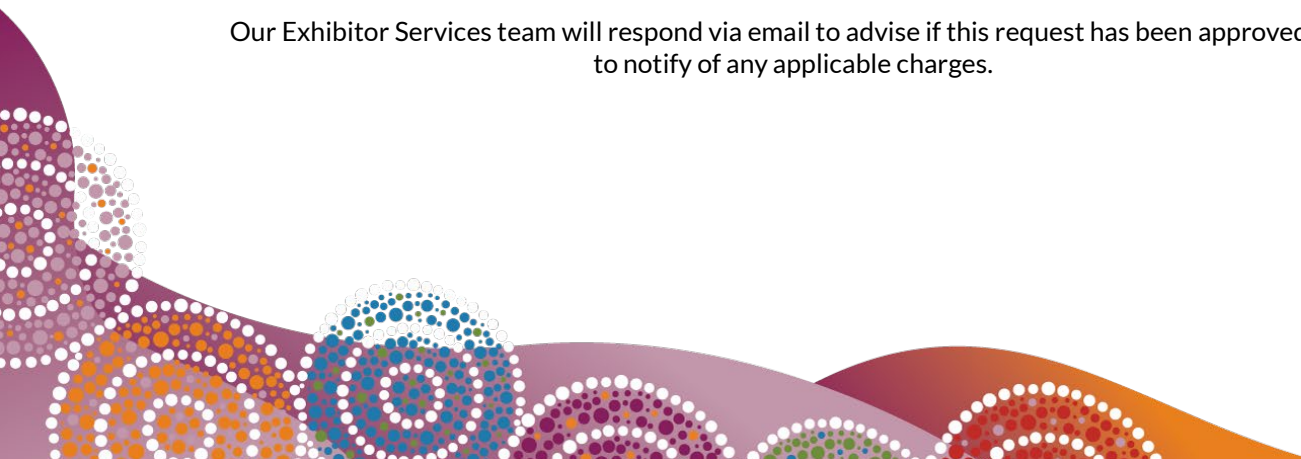 Our Exhibitor Services team will respond via email to advise if this request has been approved
to notify of any applicable charges.